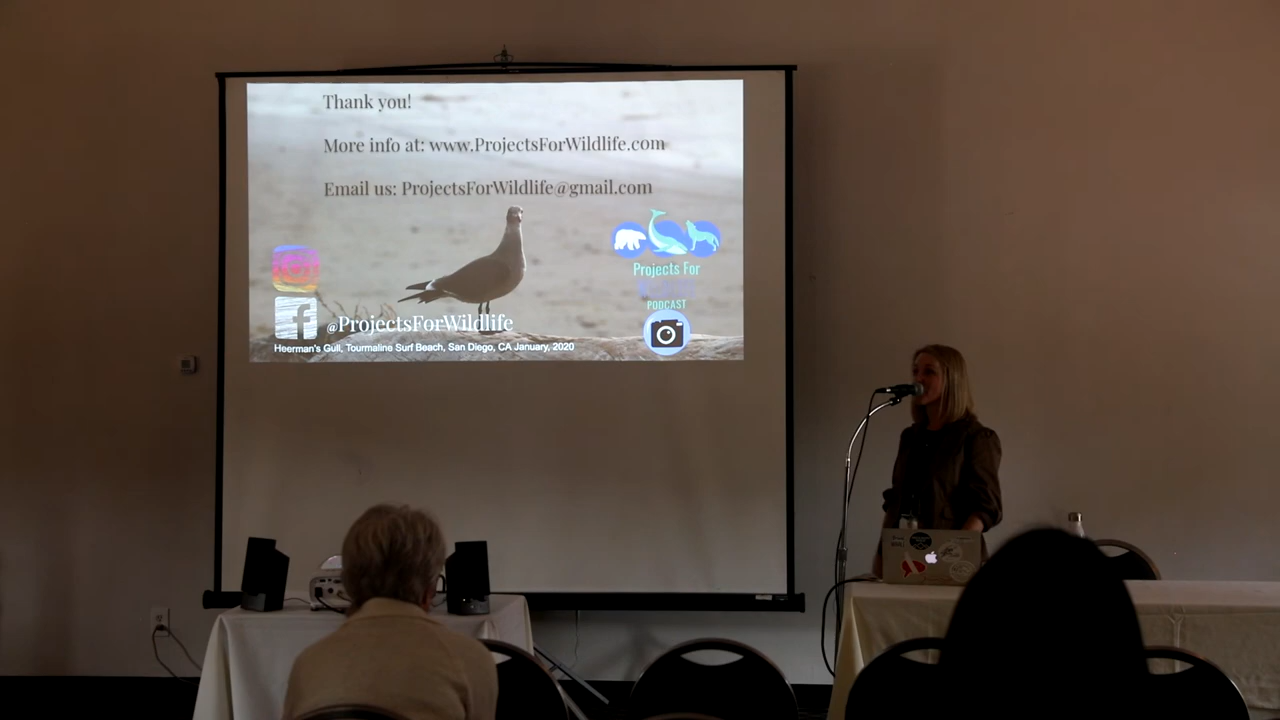 Thank you!
More info at: www.ProjectsForWildlife.com
Email us: ProjectsForWildlife@gmail.com
Projects For
PODCAST
@ProjectsForWildlife
Heerman's Gull, Tourmaline Surf Beach, San Diego, CA January, 2020